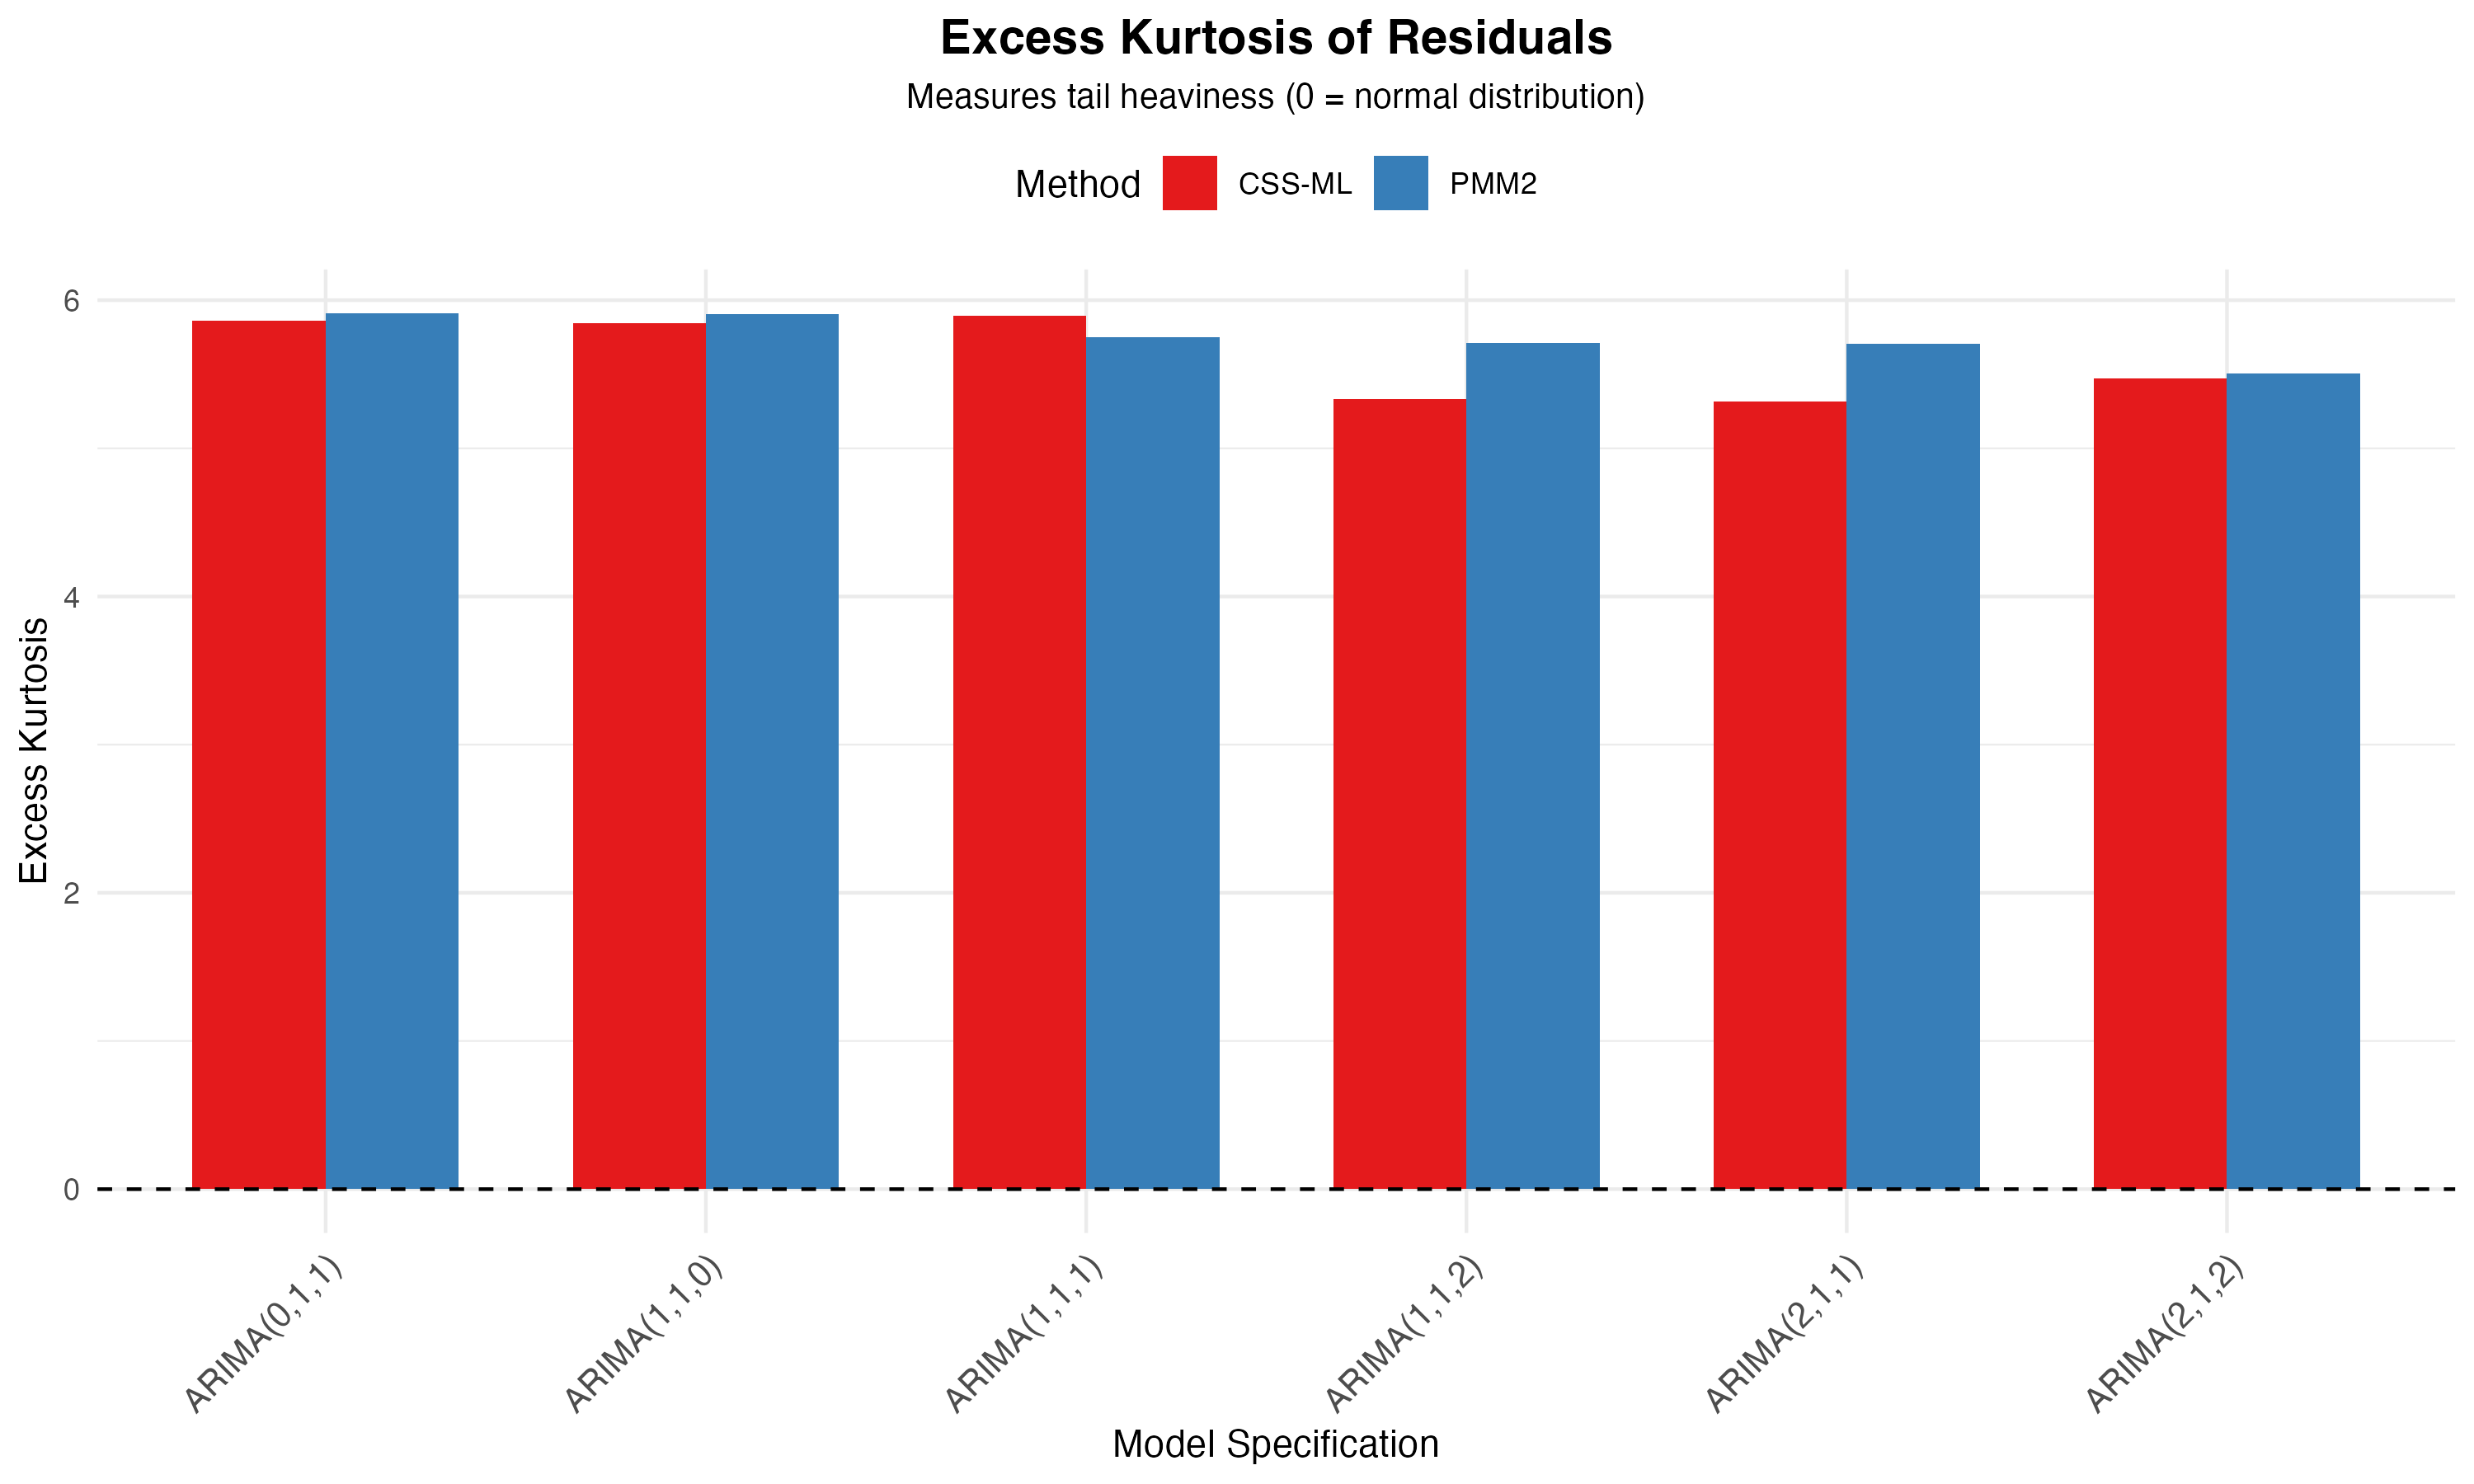 Excess Kurtosis of Residuals
Measures tail heaviness (0 = normal distribution)
Method CSS-ML PMM2
6
4
2
0
Excess Kurtosis
ARIMA(0,1,1)
ARIMA(1,1,0)
ARIMA(1,1,1)
ARIMA(1,1,2)
ARIMA(2,1,1)
ARIMA(2,1,2)
Model Specification